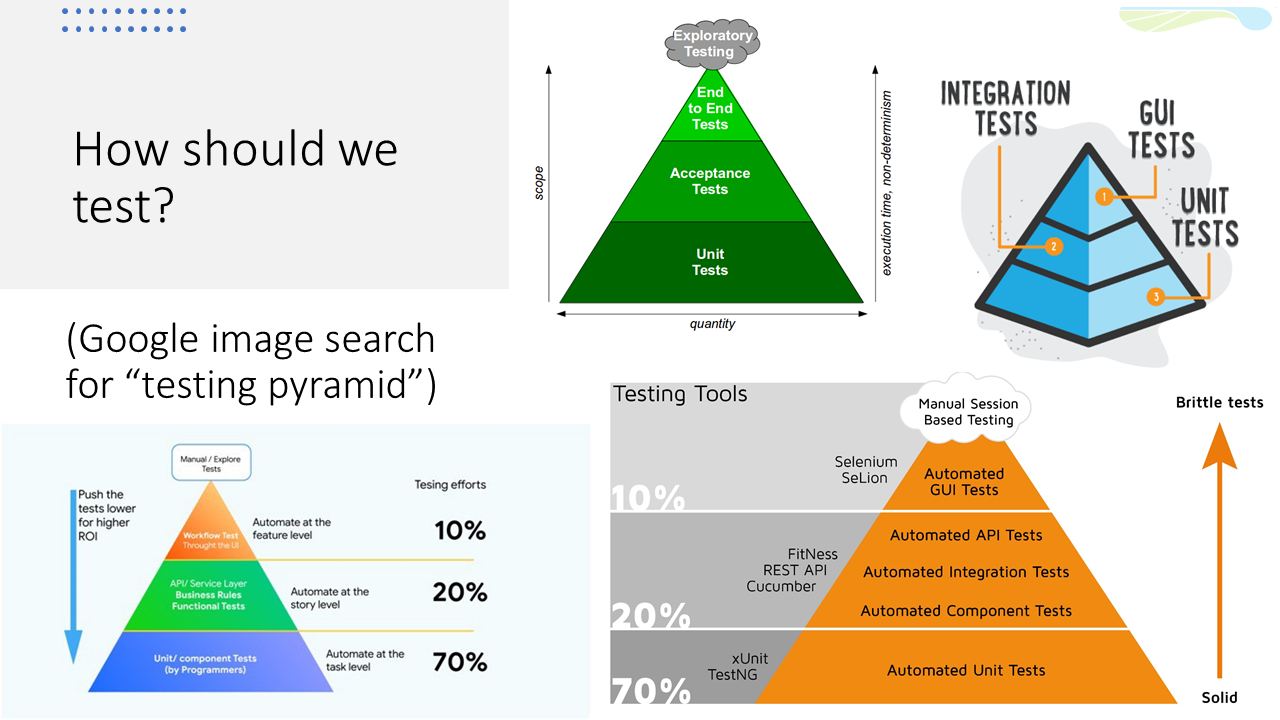 How should we
test?
(Google image search
for “testing pyramid”)
Exploratory
Testing
End
to End
Tests
Acceptance
Tests
Unit
Tests
scope
execution time, non-determinism
quantity
INTEGRATION
TESTS
GUI
TESTS
UNIT
TESTS
1
2
3
Manual / Explore
Tests
Push the
tests lower
for higher
ROI
Workflow Test
Throught the UI
API/ Service Layer
Business Rules
Functional Tests
Unit/ component Tests
(by Programmers)
Automate at the
feature level
Automate at the
story level
Automate at the
task level
Tesing efforts
10%
20%
70%
Testing Tools
Manual Session
Based Testing
Selenium
SeLion
Automated
GUI Tests
10%
FitNess
REST API
Cucumber
Automated API Tests
Automated Integration Tests
Automated Component Tests
20%
xUnit
TestNG
Automated Unit Tests
70%
Brittle tests
Solid